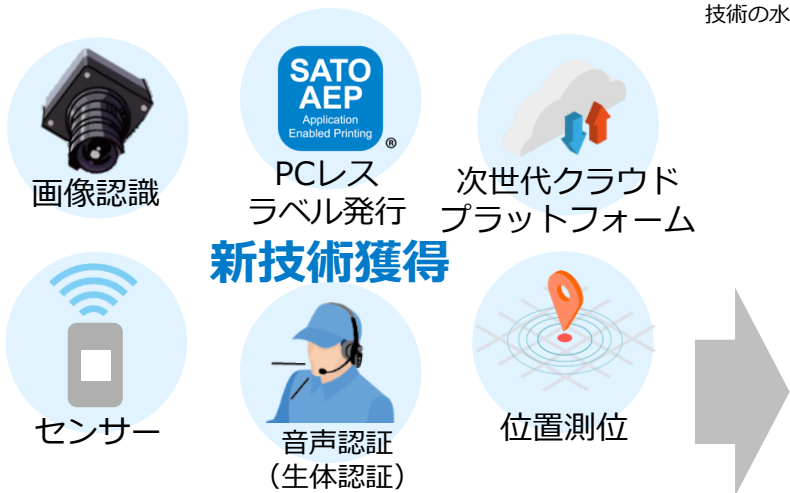 技術の水
SATO
AEP
Application
Enabled Printing
®
画像認識
PCレス
ラベル発行
次世代クラウド
プラットフォーム
新技術獲得
センサー
音声認証
（生体認証）
位置測位